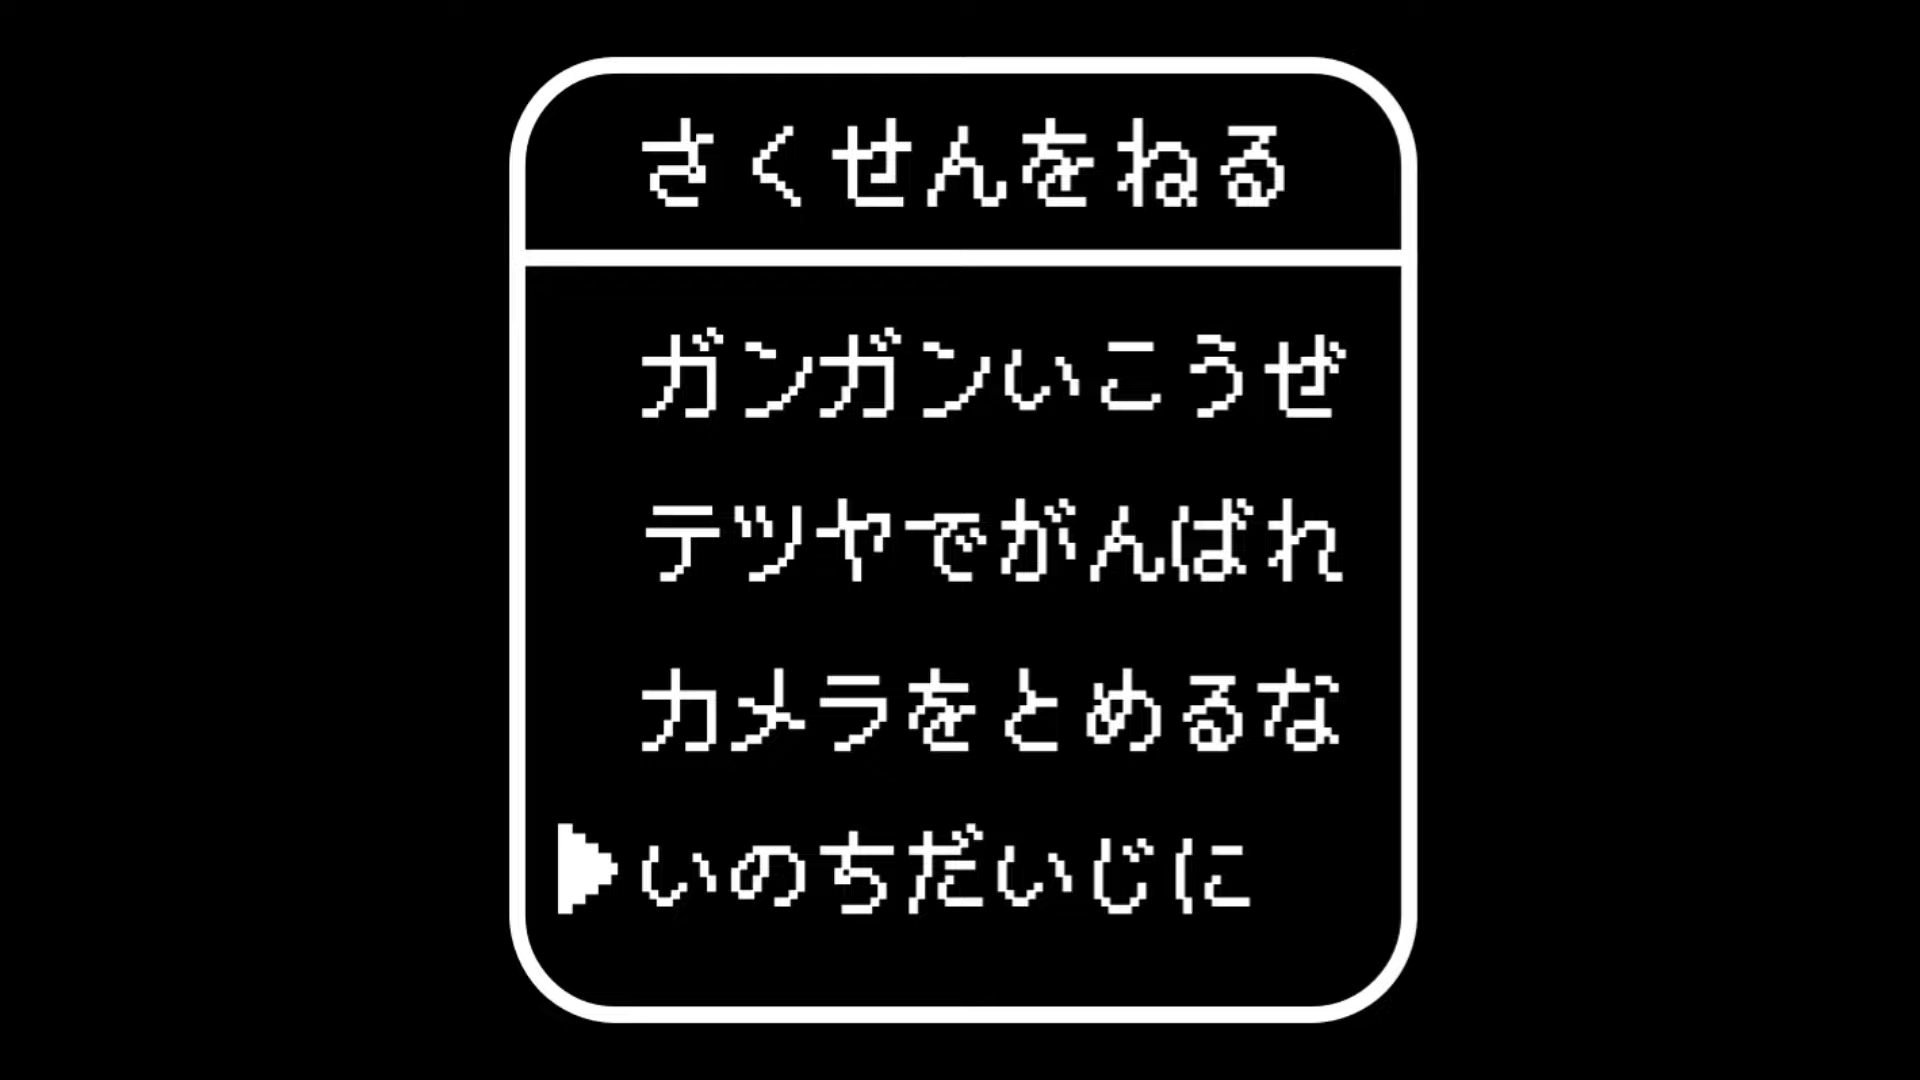 さくせんをねる
ガンガンいこうぜ
テツヤでがんばれ
カメラをとめるな
▶いのちだいじに